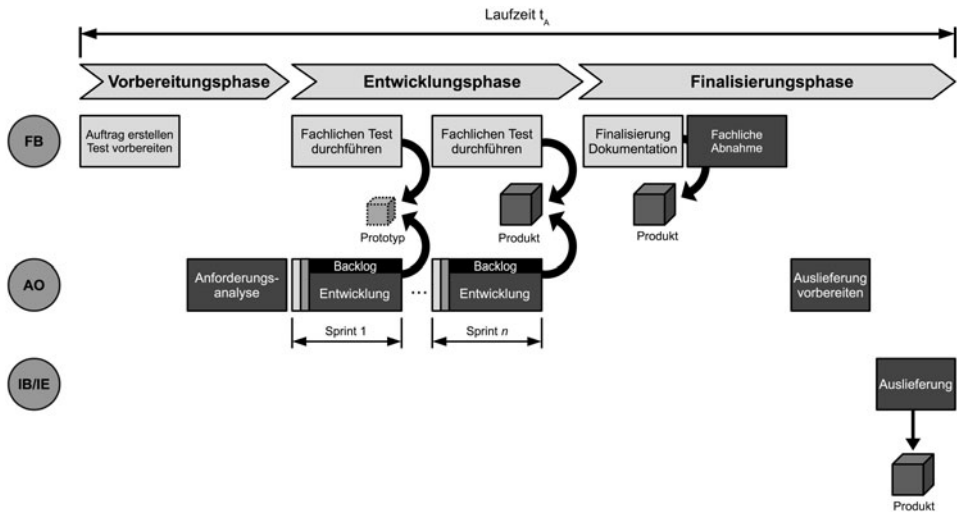 Laufzeit tA
Vorbereitungsphase
Entwicklungsphase
Finalisierungsphase
FB
Auftrag erstellen
Test vorbereiten
Fachlichen Test
durchführen
Fachlichen Test
durchführen
Finalisierung
Dokumentation
Fachliche
Abnahme
Prototyp
Produkt
Produkt
AO
Anforderungs-
analyse
Backlog
Entwicklung
...
Backlog
Entwicklung
Auslieferung
vorbereiten
Sprint 1
Sprint n
IB/IE
Auslieferung
Produkt